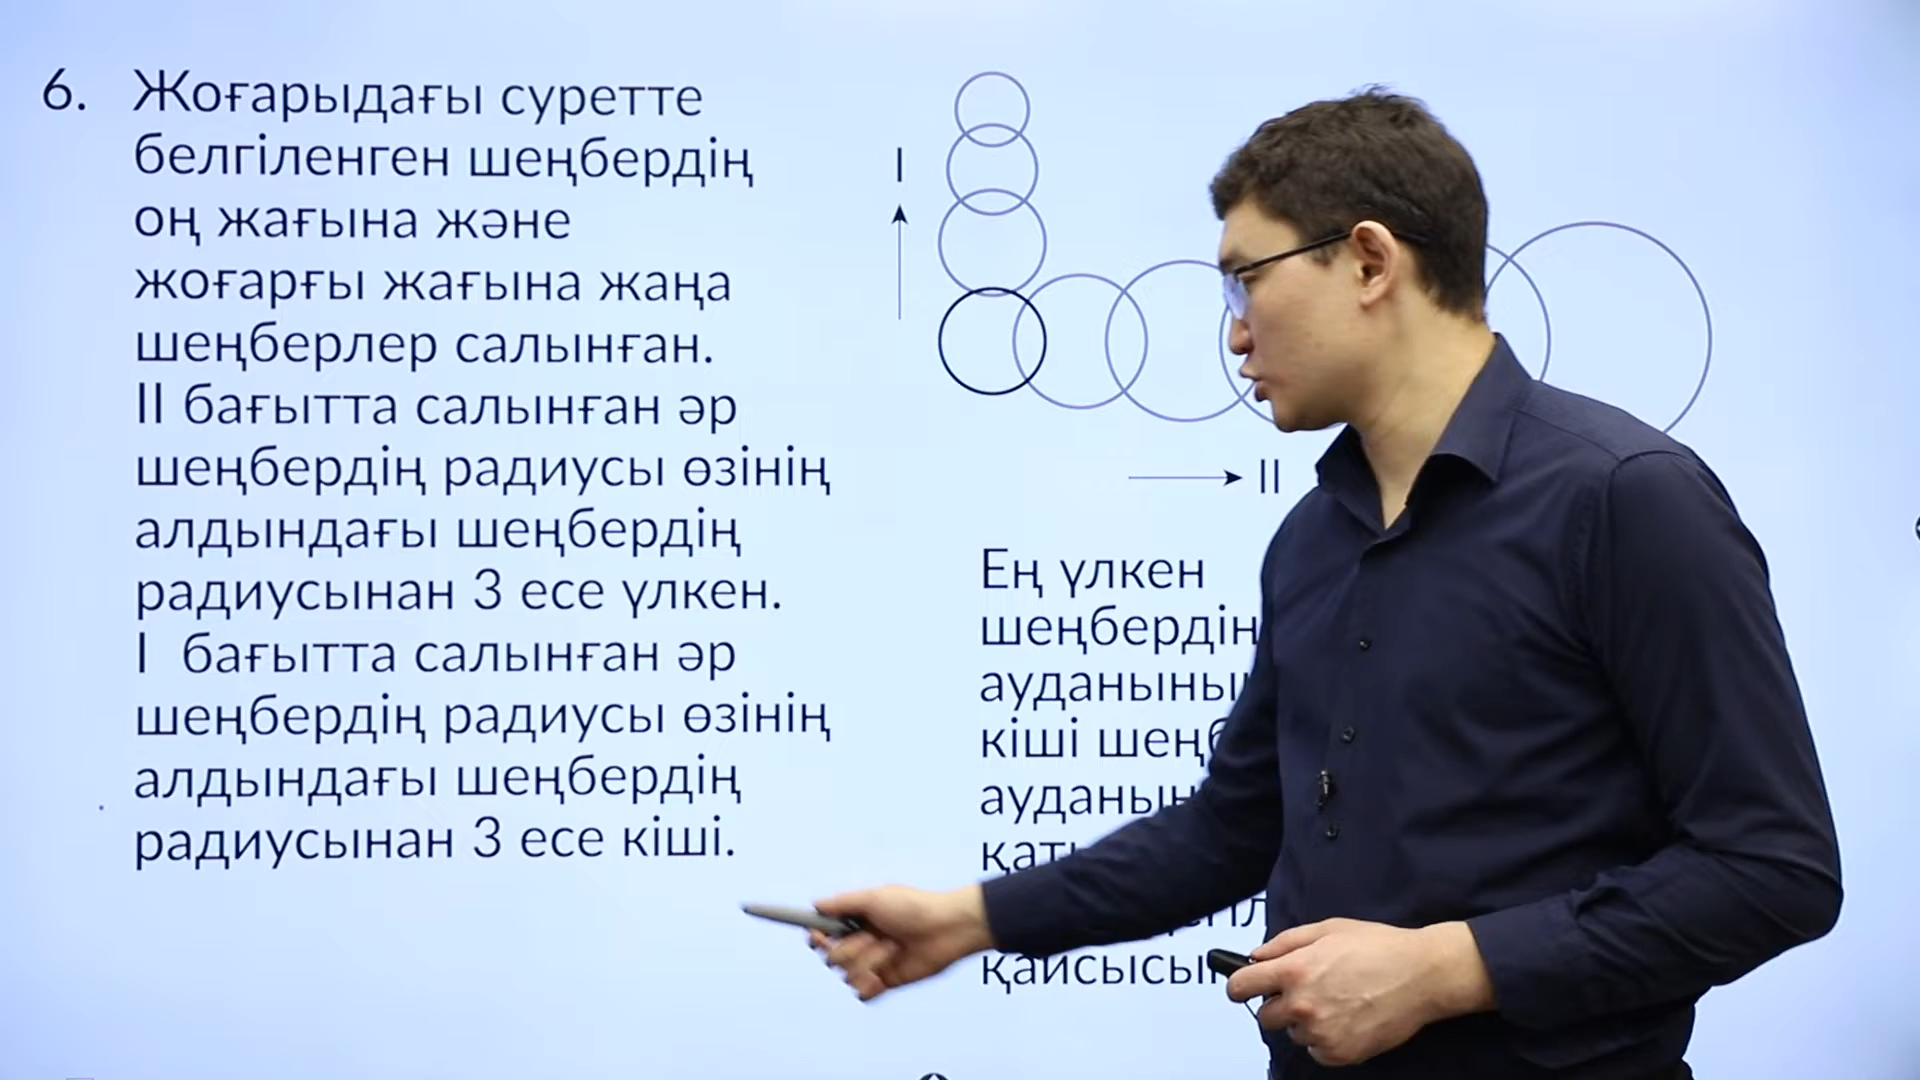 6. Жоғарыдағы суретте
белгіленген шеңбердің
оң жағына және
жоғарғы жағына жаңа
шеңберлер салынған.
II бағытта салынған әр
шеңбердің радиусы өзінің
алдындағы шеңбердің
радиусынан 3 есе үлкен.
I бағытта салынған әр
шеңбердің радиусы өзінің
алдындағы шеңбердің
радиусынан 3 есе кіші.
I
II
Ең үлкен
шеңбердің
кіші